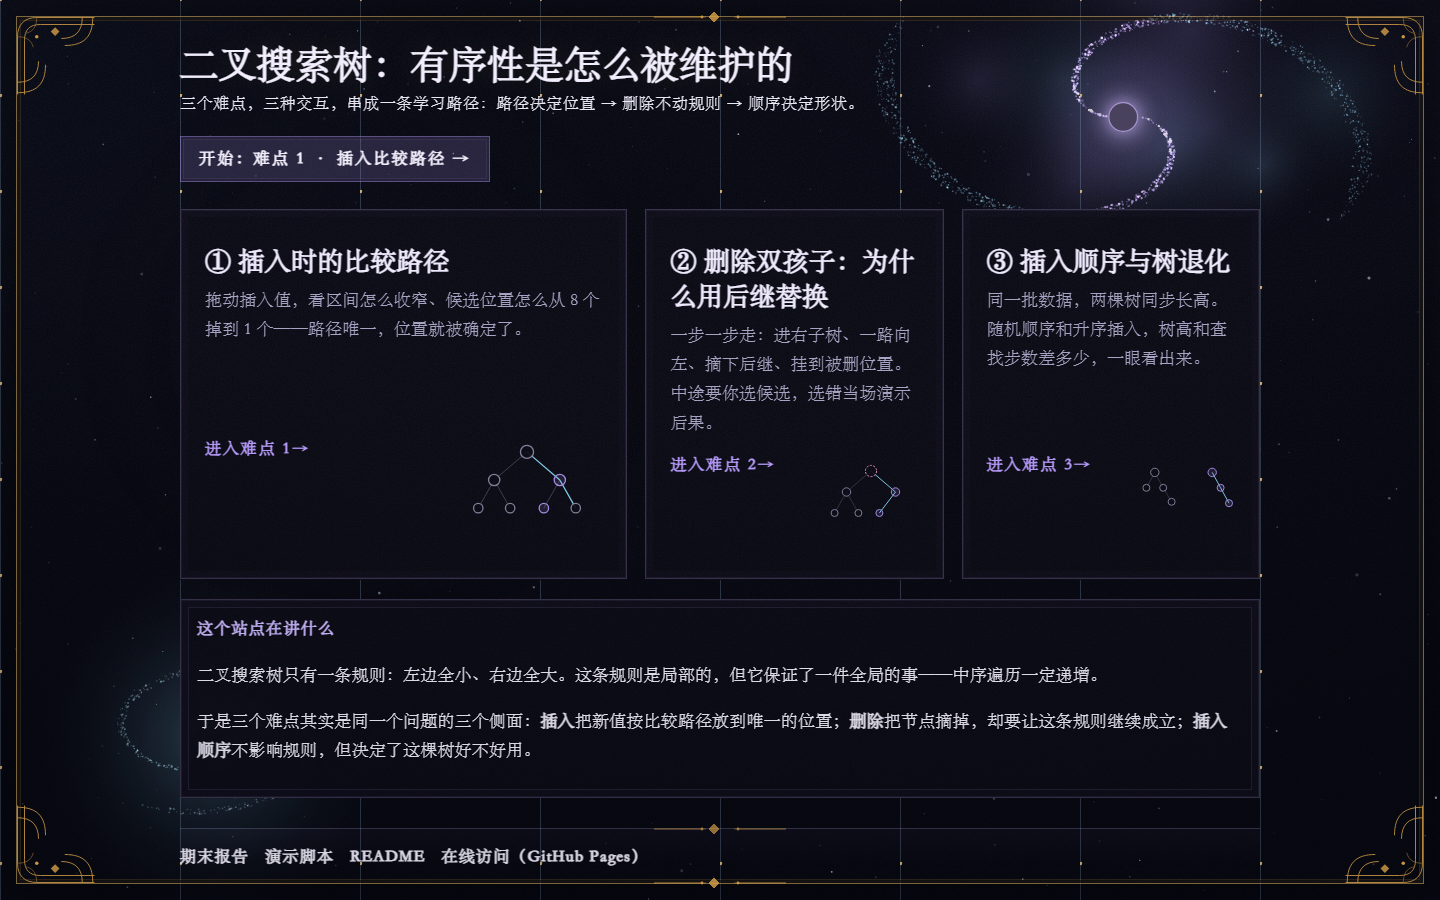 二叉搜索树：有序性是怎么被维护的
三个难点，三种交互，串成一条学习路径：路径决定位置 → 删除不动规则 → 顺序决定形状。
开始：难点 1 · 插入比较路径 →
① 插入时的比较路径
拖动插入值，看区间怎么收窄、候选位置怎么从 8 个
掉到 1 个——路径唯一，位置就被确定了。
进入难点 1→
② 删除双孩子：为什
么用后继替换
一步一步走：进右子树、一路向
左、摘下后继、挂到被删位置。
中途要你选候选，选错当场演示
后果。
进入难点 2→
③ 插入顺序与树退化
同一批数据，两棵树同步长高。
随机顺序和升序插入，树高和查
找步数差多少，一眼看出来。
进入难点 3→
这个站点在讲什么
二叉搜索树只有一条规则：左边全小、右边全大。这条规则是局部的，但它保证了一件全局的事——中序遍历一定递增。
于是三个难点其实是同一个问题的三个侧面：插入把新值按比较路径放到唯一的位置；删除把节点摘掉，却要让这条规则继续成立；插入
顺序不影响规则，但决定了这棵树好不好用。
期末报告 演示脚本 README 在线访问（GitHub Pages）